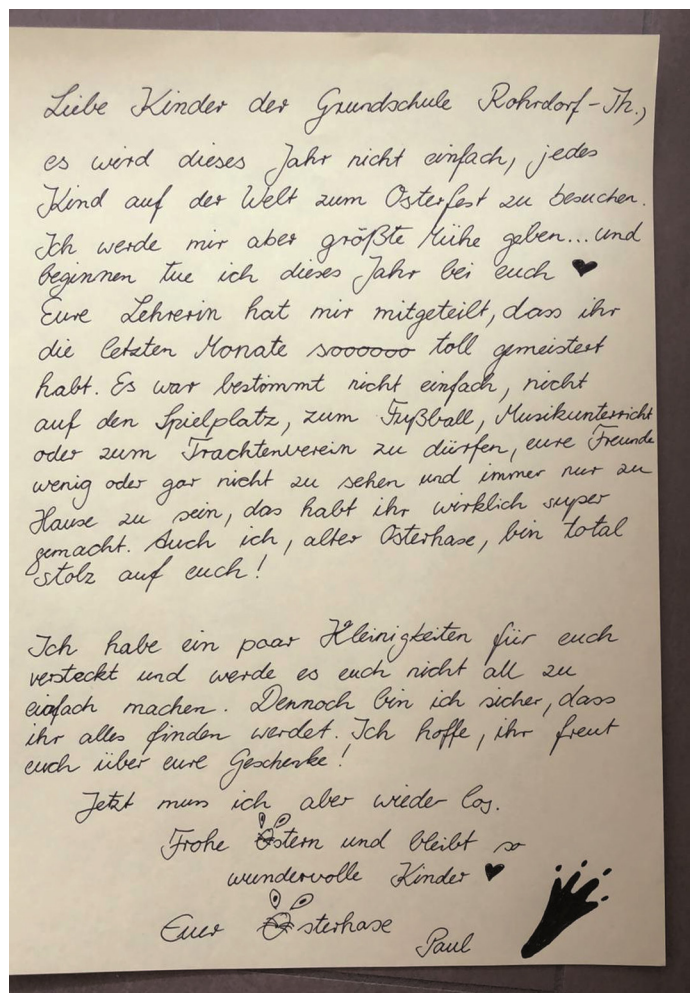 Liebe Kinder der Grundschule Rohrdorf-Th.,
es wird dieses Jahr nicht einfach, jedes
Kind auf der Welt zum Osterfest zu besuchen.
Ich werde mir aber größte Mühe geben... und
beginnen tue ich dieses Jahr bei euch ♥
Eure Lehrerin hat mir mitgeteilt, dass ihr
die letzten Monate soooooo toll gemeistert
habt. Es war bestimmt nicht einfach, nicht
auf den Spielplatz, zum Fußball, Musikunterricht
oder zum Trachtenverein zu dürfen, eure Freunde
wenig oder gar nicht zu sehen und immer nur zu
Hause zu sein, das habt ihr wirklich super
gemacht. Auch ich, alter Osterhase, bin total
stolz auf euch!
Ich habe ein paar Kleinigkeiten für euch
versteckt und werde es euch nicht all zu
einfach machen. Dennoch bin ich sicher, dass
ihr alles finden werdet. Ich hoffe, ihr freut
euch über eure Geschenke!
Jetzt muss ich aber wieder los.
Frohe Ostern und bleibt so
wundervolle Kinder ♥
Euer Osterhase
Paul